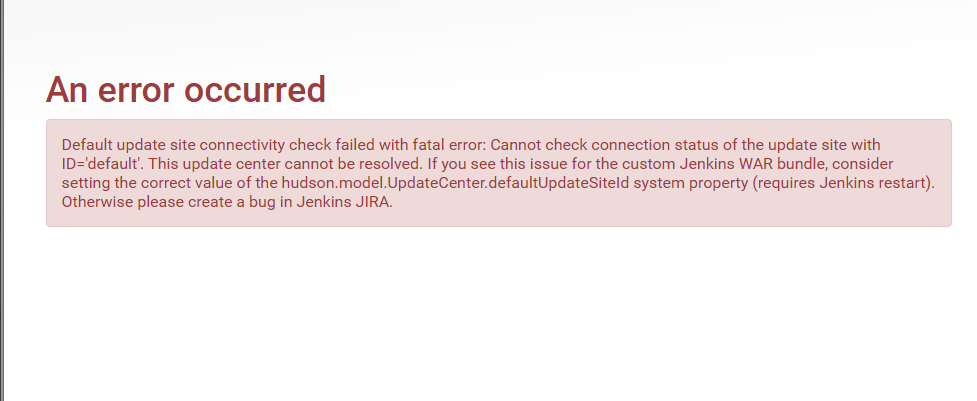 An error occurred
Default update site connectivity check failed with fatal error: Cannot check connection status of the update site with
ID='default'. This update center cannot be resolved. If you see this issue for the custom Jenkins WAR bundle, consider
setting the correct value of the hudson.model.UpdateCenter.defaultUpdateSiteId system property (requires Jenkins restart).
Otherwise please create a bug in Jenkins JIRA.